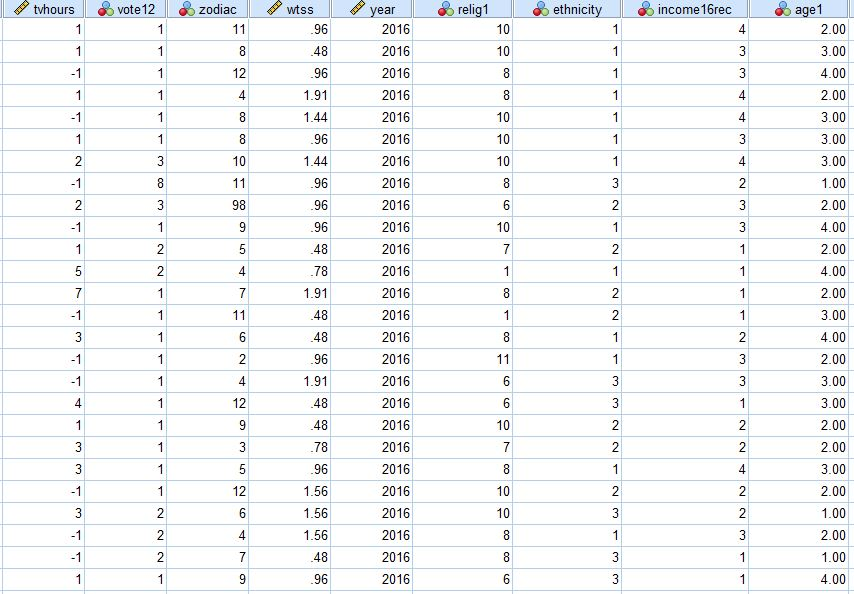 tvhours vote12 zodiac wtss year relig1 ethnicity income16rec age1
1 1 11 .96 2016 10 1 4 2.00
1 1 8 .48 2016 10 1 3 3.00
-1 1 12 .96 2016 8 1 3 4.00
1 1 4 1.91 2016 8 1 4 2.00
-1 1 8 1.44 2016 10 1 4 3.00
1 1 8 .96 2016 10 1 3 3.00
2 3 10 1.44 2016 10 1 4 3.00
-1 8 11 .96 2016 8 3 2 1.00
2 3 98 .96 2016 6 2 3 2.00
-1 1 9 .96 2016 10 1 3 4.00
1 2 5 .48 2016 7 2 1 2.00
5 2 4 .78 2016 1 1 1 4.00
7 1 7 1.91 2016 8 2 1 2.00
-1 1 11 .48 2016 1 2 1 3.00
3 1 6 .48 2016 8 1 2 4.00
-1 1 2 .96 2016 11 1 3 2.00
-1 1 4 1.91 2016 6 3 3 3.00
4 1 12 .48 2016 6 3 1 3.00
1 1 9 .48 2016 10 2 2 2.00
3 1 3 .78 2016 7 2 2 2.00
3 1 5 .96 2016 8 1 4 3.00
-1 1 12 1.56 2016 10 2 2 2.00
3 2 6 1.56 2016 10 3 2 1.00
-1 2 4 1.56 2016 8 1 3 2.00
-1 2 7 .48 2016 8 3 1 1.00
1 1 9 .96 2016 6 3 1 4.00